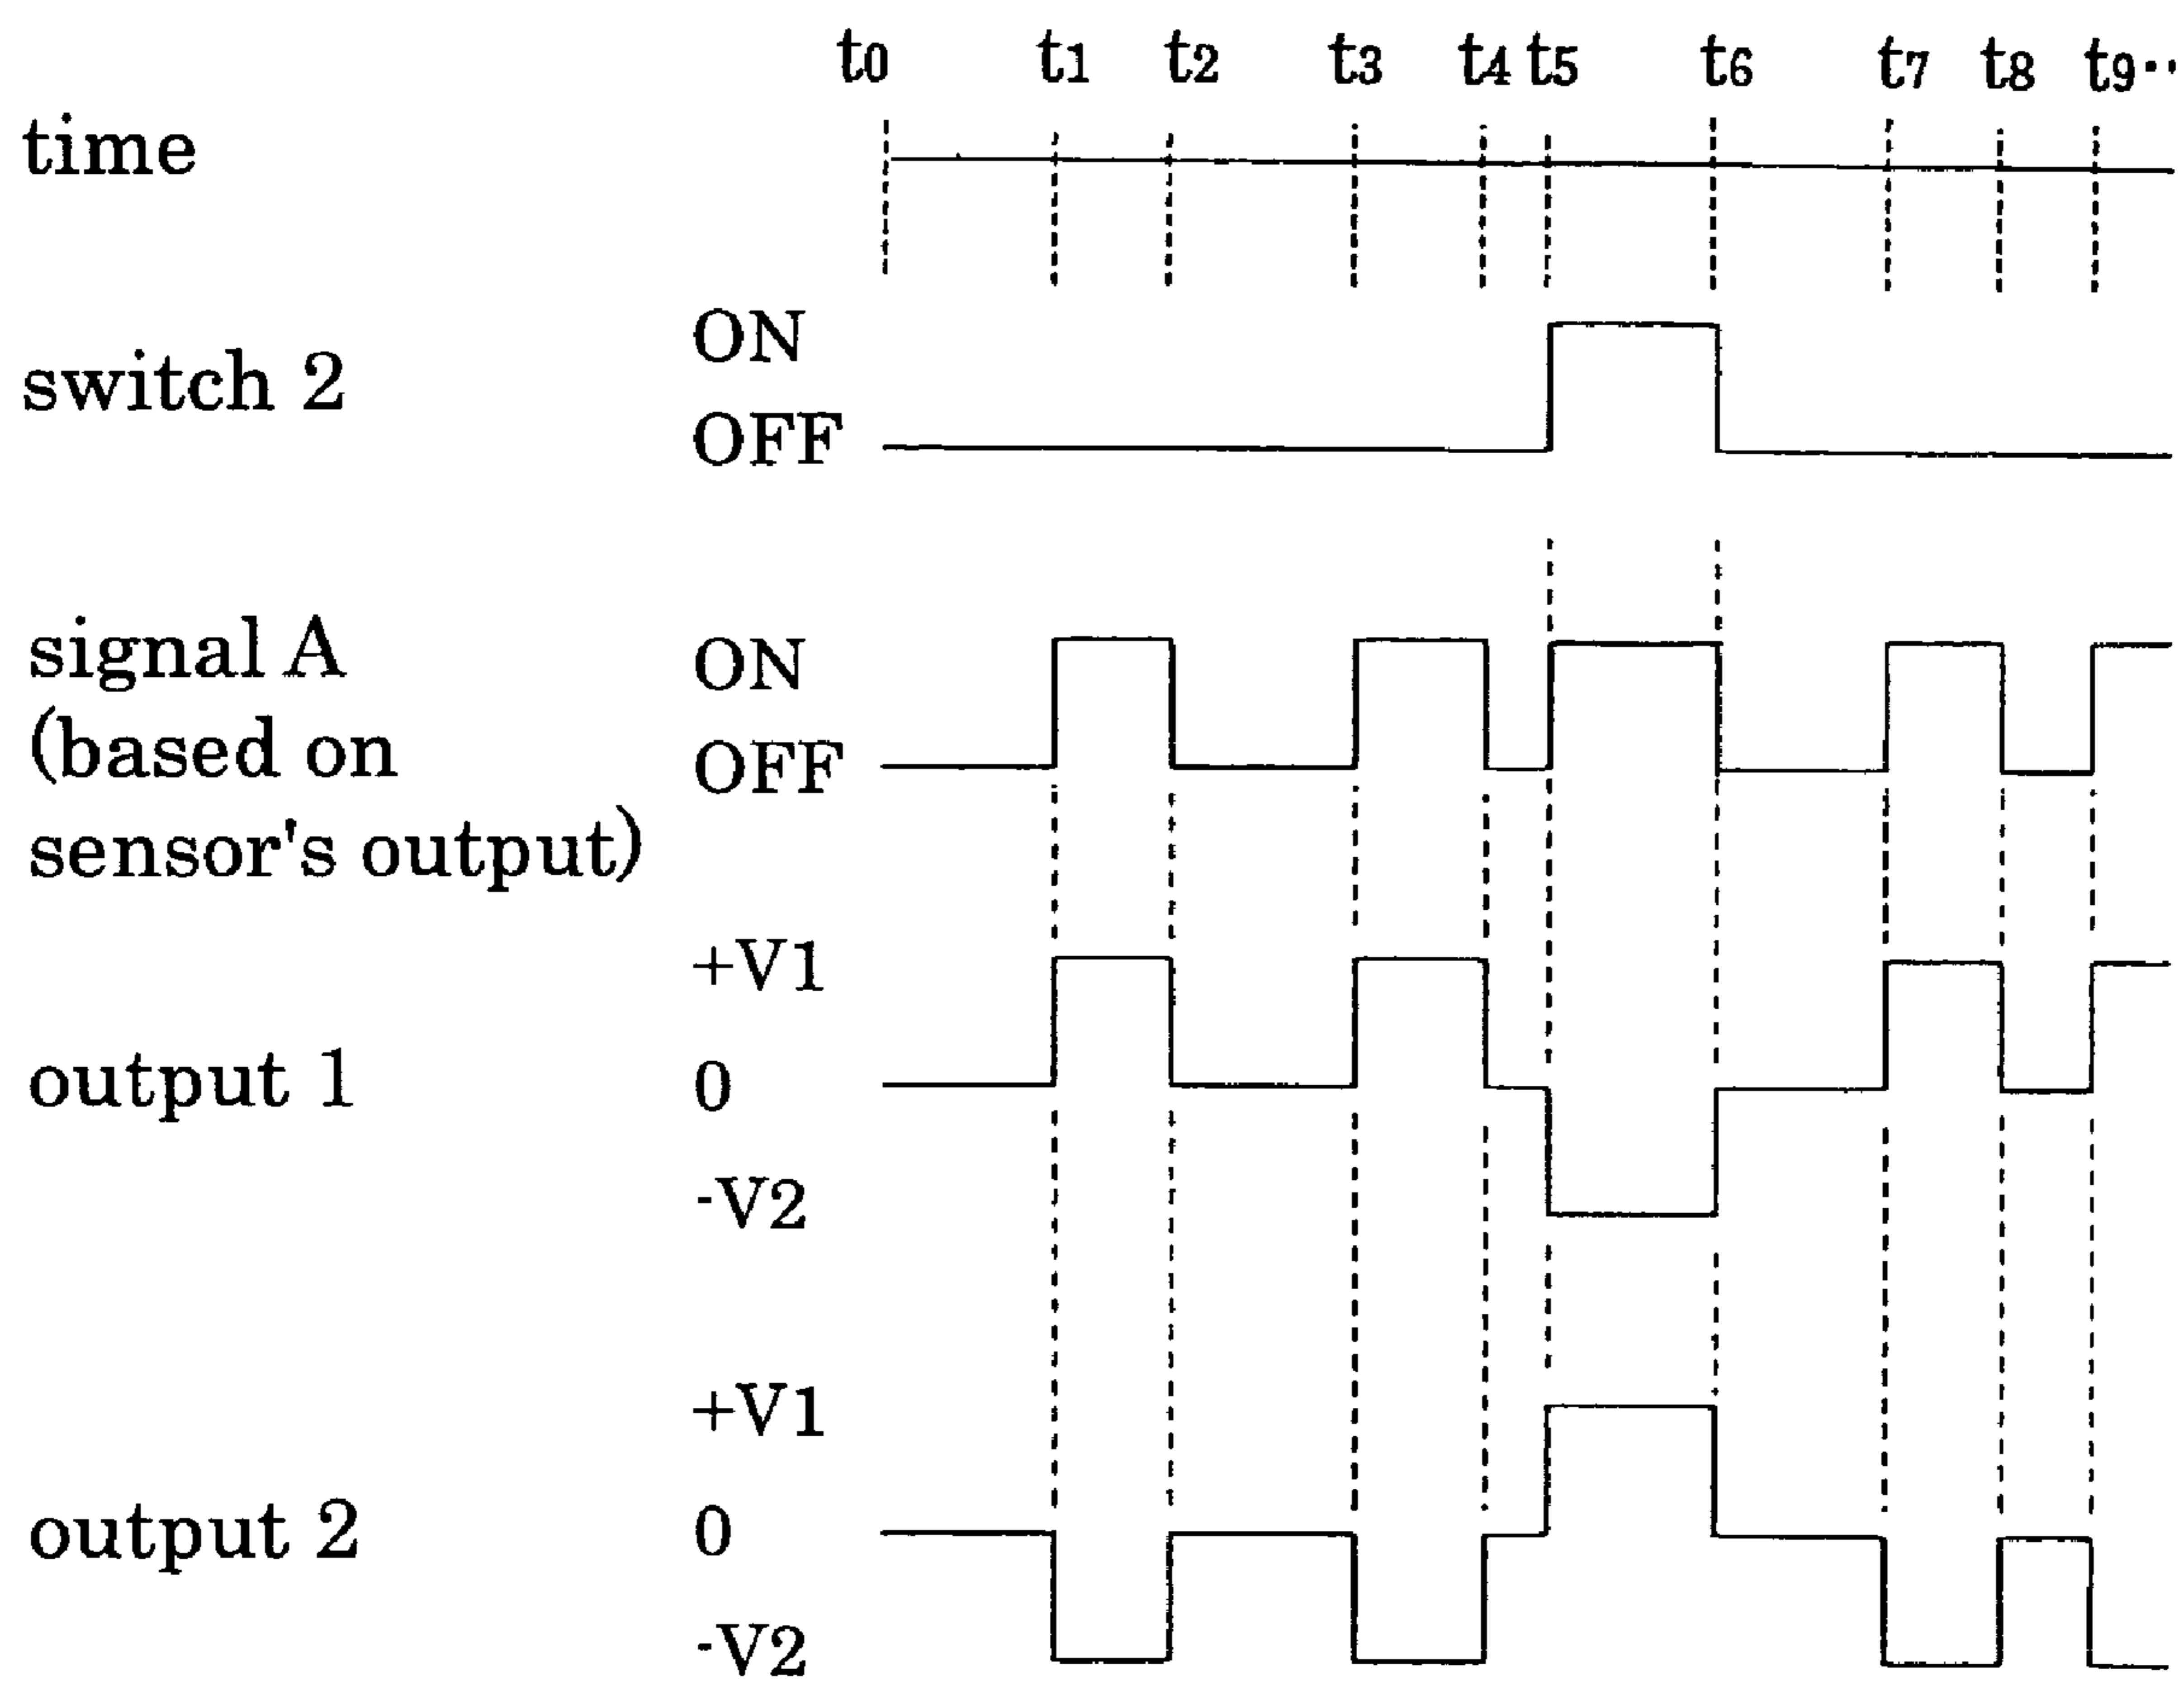 t0 t1 t2 t3 t4 t5 t6 t7 t8 t9··
time
ON
switch 2
OFF
signal A ON
(based on OFF
sensor's output)
+V1
output 1 0
-V2
+V1
output 2 0
-V2